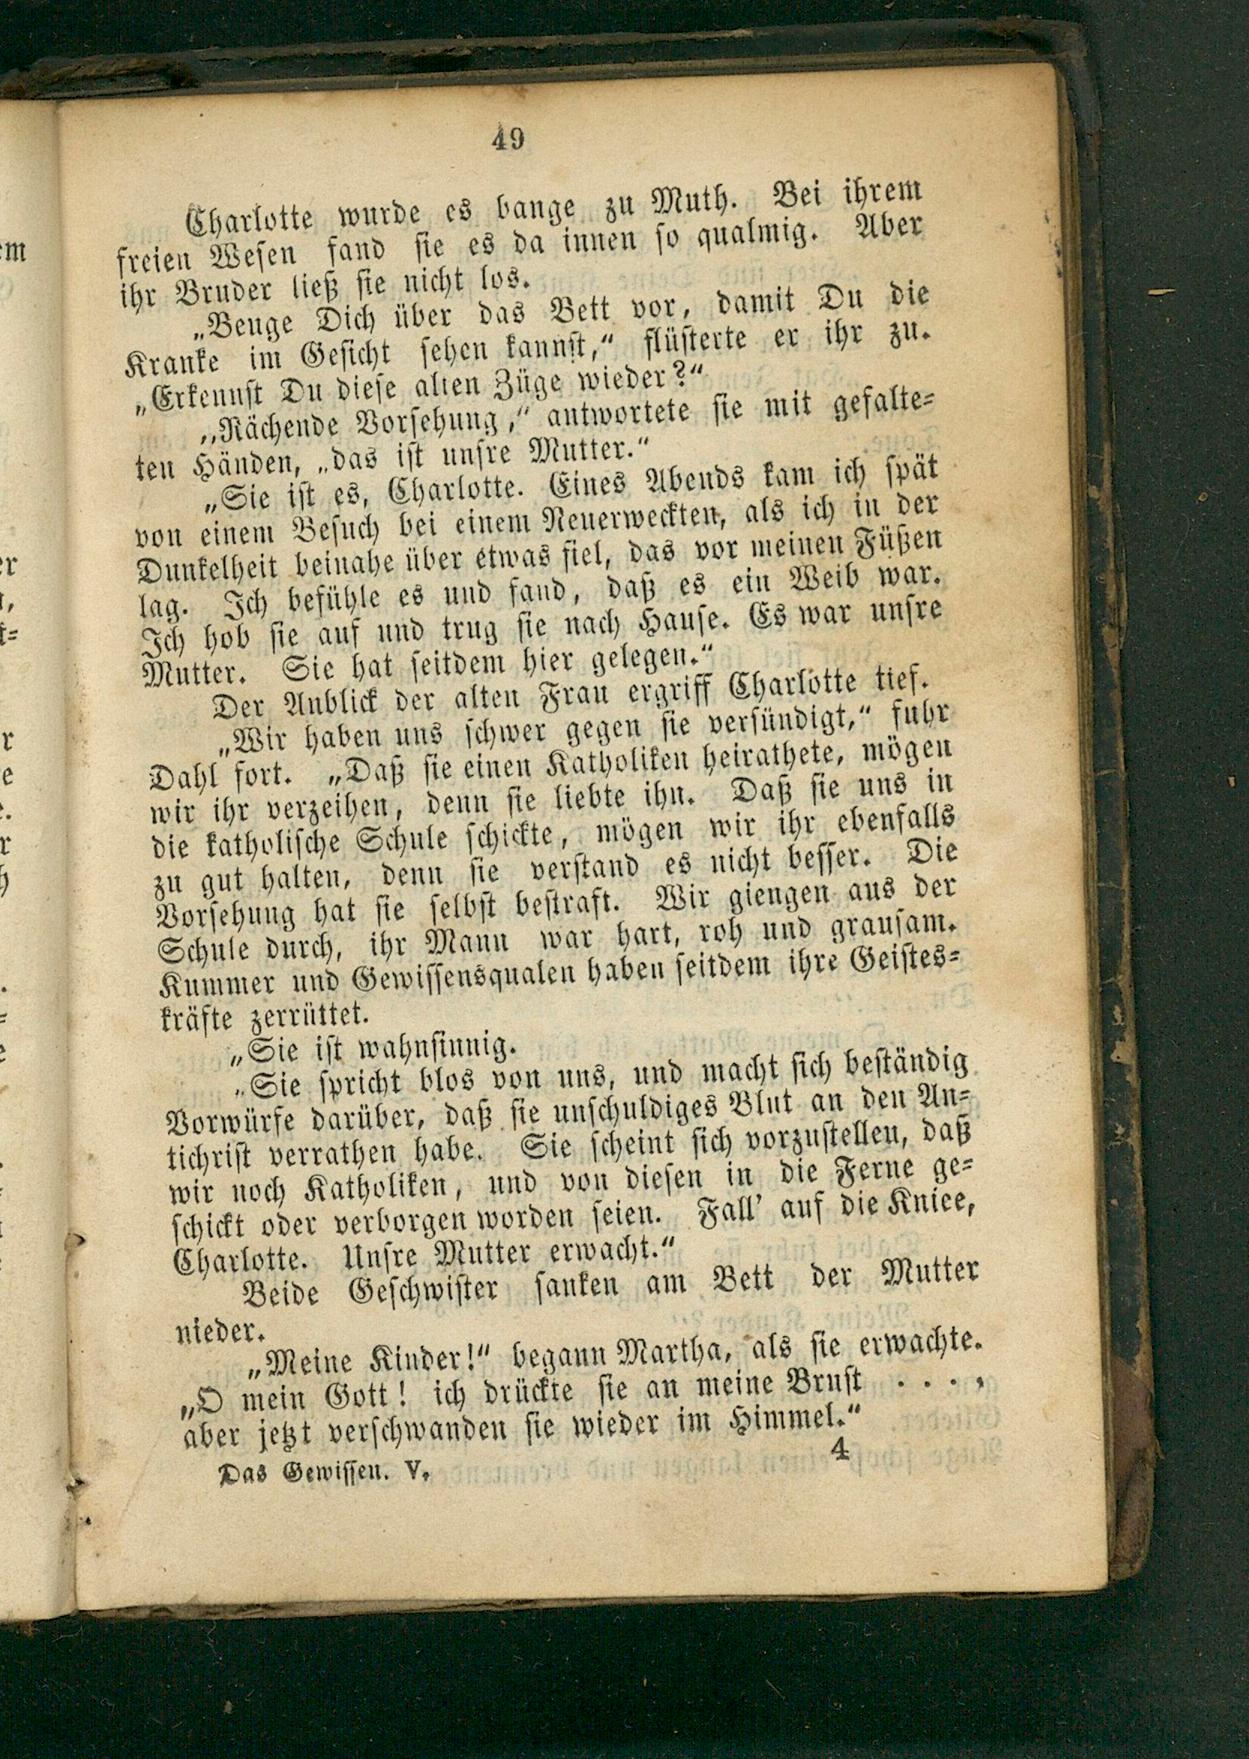 49
Charlotte wurde es bange zu Muth. Bei ihrem
freien Wesen fand sie es da innen so qualmig. Aber
ihr Bruder ließ sie nicht los.
„Beuge Dich über das Bett vor, damit Du die
Kranke im Gesicht sehen kannst,“ flüsterte er ihr zu.
„Erkennst Du diese alten Züge wieder?“
„Rächende Vorsehung,“ antwortete sie mit gefalte-
ten Händen, „das ist unsre Mutter.“
„Sie ist es, Charlotte. Eines Abends kam ich spät
von einem Besuch bei einem Neuerweckten, als ich in der
Dunkelheit beinahe über etwas fiel, das vor meinen Füßen
lag. Ich befühle es und fand, daß es ein Weib war.
Ich hob sie auf und trug sie nach Hause. Es war unsre
Mutter. Sie hat seitdem hier gelegen.“
Der Anblick der alten Frau ergriff Charlotte tief.
„Wir haben uns schwer gegen sie versündigt,“ fuhr
Dahl fort. „Daß sie einen Katholiken heirathete, mögen
wir ihr verzeihen, denn sie liebte ihn. Daß sie uns in
die katholische Schule schickte, mögen wir ihr ebenfalls
zu gut halten, denn sie verstand es nicht besser. Die
Vorsehung hat sie selbst bestraft. Wir giengen aus der
Schule durch, ihr Mann war hart, roh und grausam.
Kummer und Gewissensqualen haben seitdem ihre Geistes-
kräfte zerrüttet.
„Sie ist wahnsinnig.
„Sie spricht blos von uns, und macht sich beständig
Vorwürfe darüber, daß sie unschuldiges Blut an den An-
tichrist verrathen habe. Sie scheint sich vorzustellen, daß
wir noch Katholiken, und von diesen in die Ferne ge-
schickt oder verborgen worden seien. Fall’ auf die Kniee,
Charlotte. Unsre Mutter erwacht.“
Beide Geschwister sanken am Bett der Mutter
nieder.
„Meine Kinder!“ begann Martha, als sie erwachte.
„O mein Gott! ich drückte sie an meine Brust . . . ,
aber jetzt verschwanden sie wieder im Himmel.“
Das Gewissen. V. 4